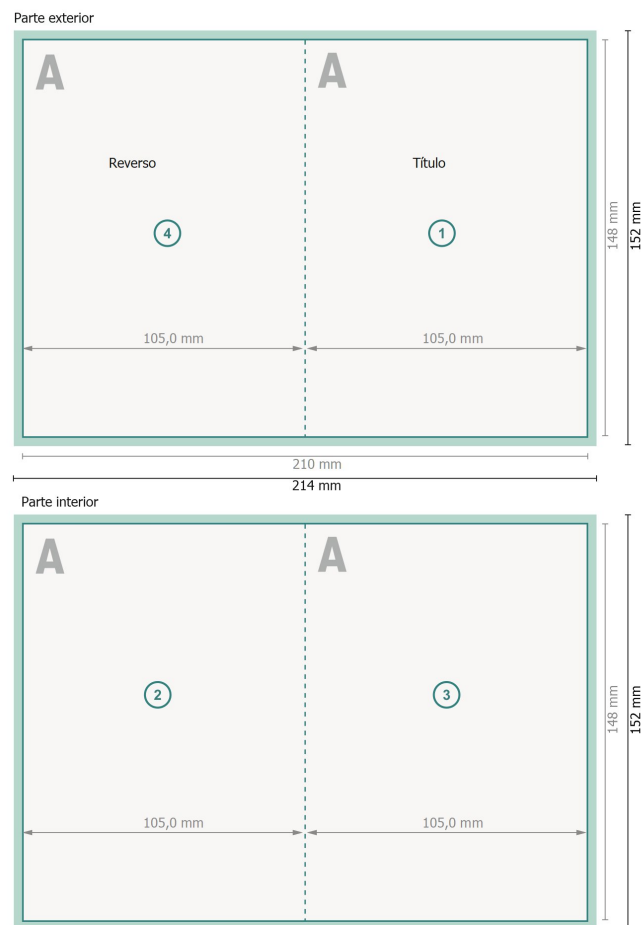 Parte exterior
A
A
Reverso
Título
4
1
105,0 mm
105,0 mm
148 mm
152 mm
210 mm
214 mm
Parte interior
A
A
2
3
105,0 mm
105,0 mm
148 mm
152 mm